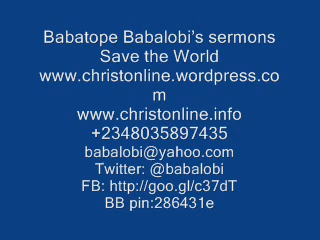 Babatope Babalobi's sermons
Save the World
www.christonline.wordpress.co
m
www.christonline.info
+2348035897435
babalobi@yahoo.com
Twitter: @babalobi
FB: http://goo.gl/c37dT
BB pin:286431e